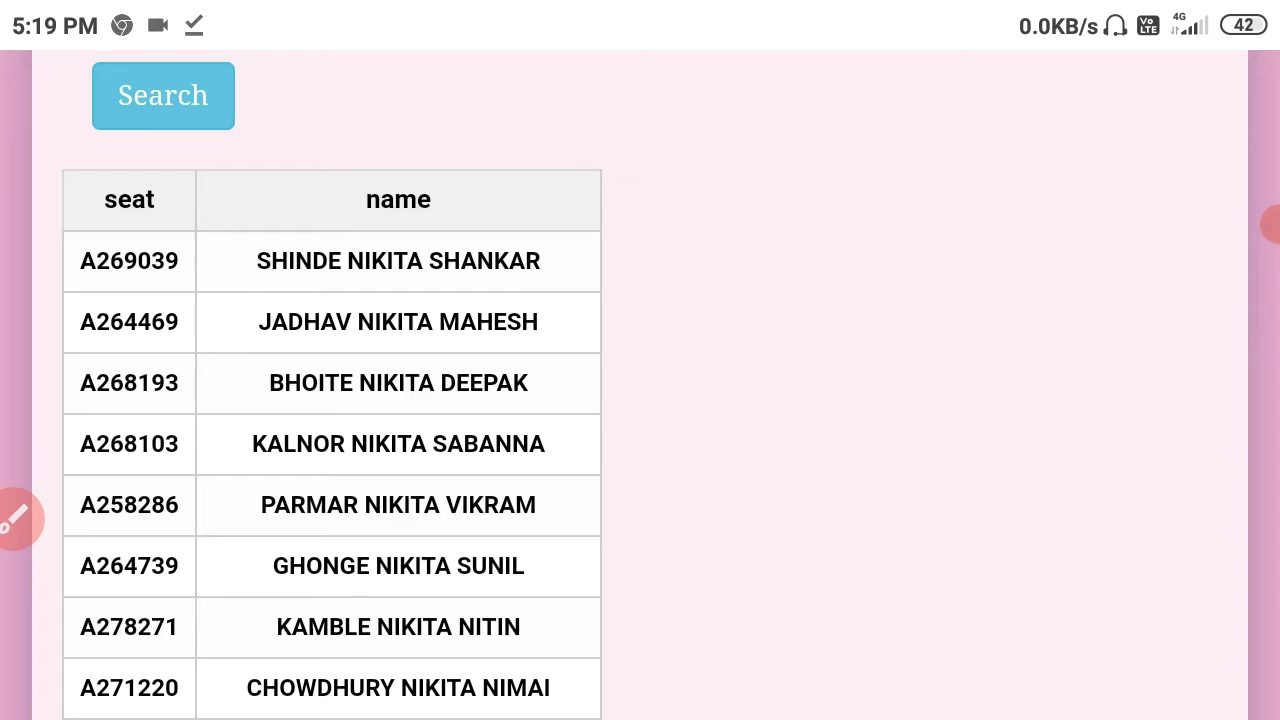 5:19 PM 0.0KB/s Vo LTE 4G 42
Search
seat name
A269039 SHINDE NIKITA SHANKAR
A264469 JADHAV NIKITA MAHESH
A268193 BHOITE NIKITA DEEPAK
A268103 KALNOR NIKITA SABANNA
A258286 PARMAR NIKITA VIKRAM
A264739 GHONGE NIKITA SUNIL
A278271 KAMBLE NIKITA NITIN
A271220 CHOWDHURY NIKITA NIMAI